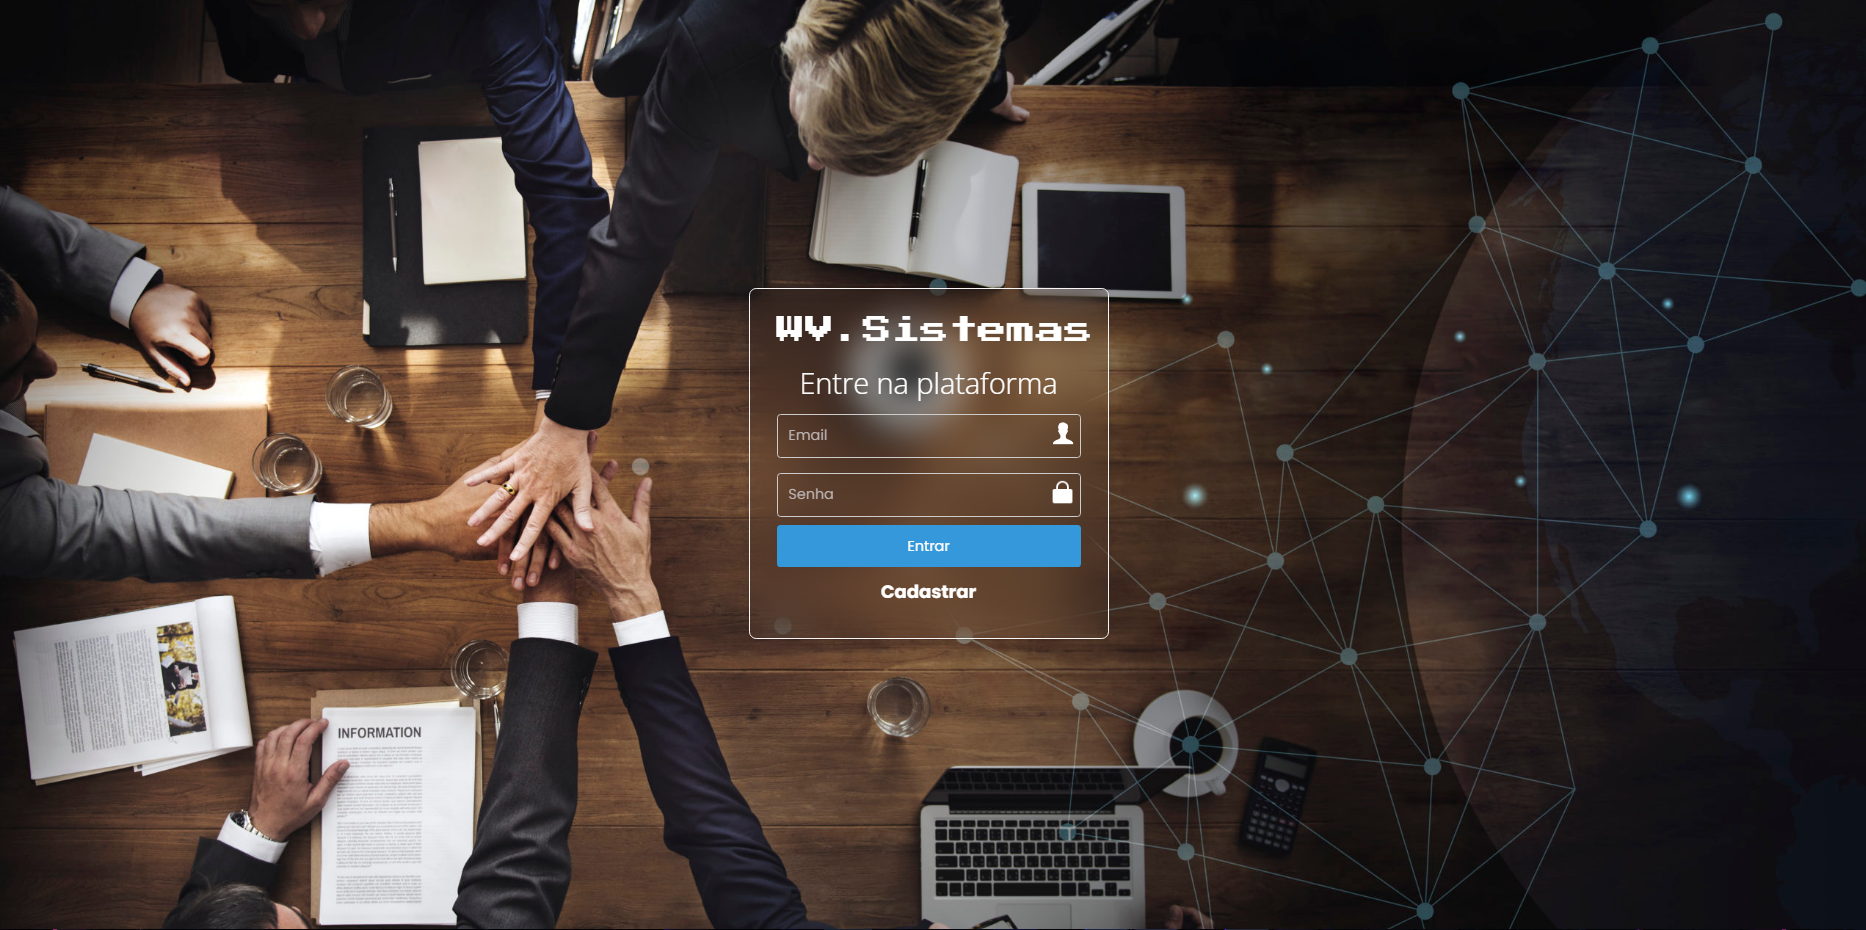 WV.Sistemas
Entre na plataforma
Email
Senha
Entrar
Cadastrar
INFORMATION